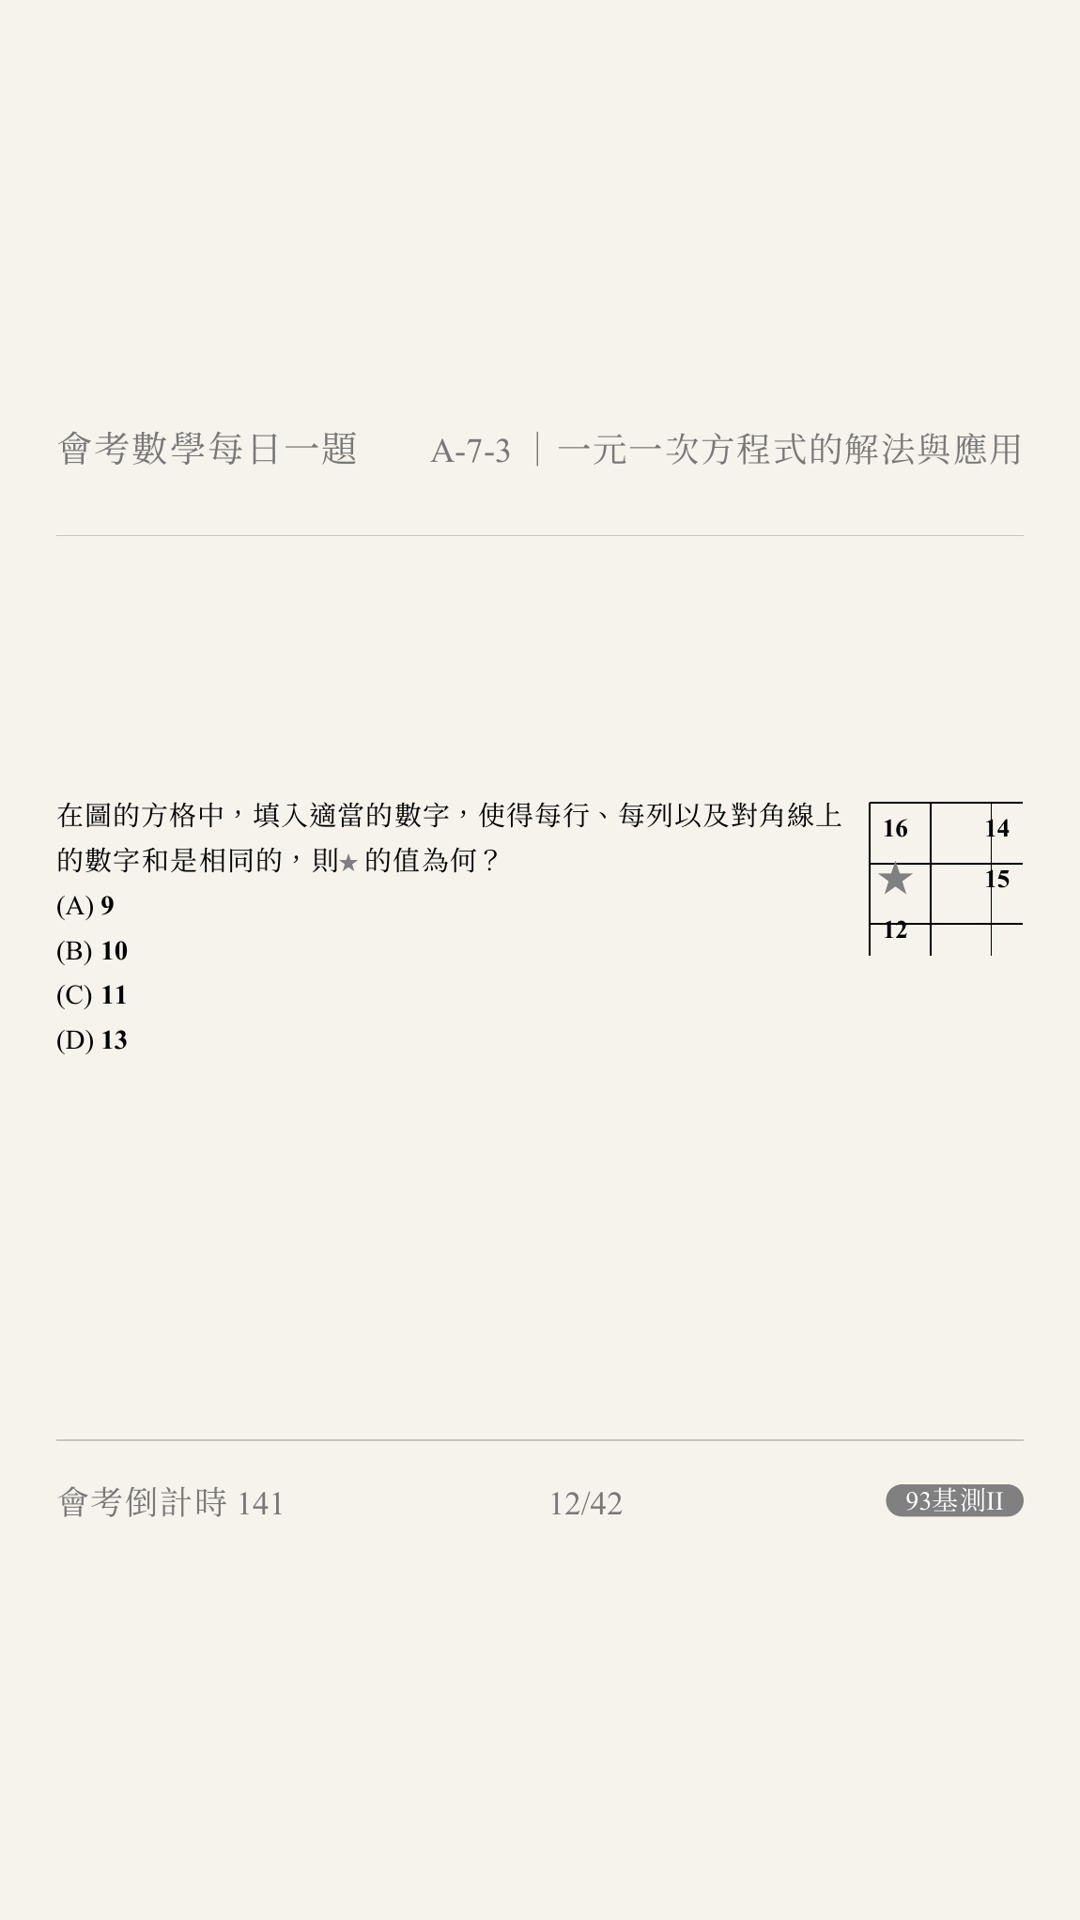 會考數學每日一題
A-7-3｜一元一次方程式的解法與應用
在圖的方格中，填入適當的數字，使得每行、每列以及對角線上
的數字和是相同的，則★的值為何？
(A) 9
(B) 10
(C) 11
(D) 13
16 14
★ 15
12
會考倒計時 141
12/42
93基測II